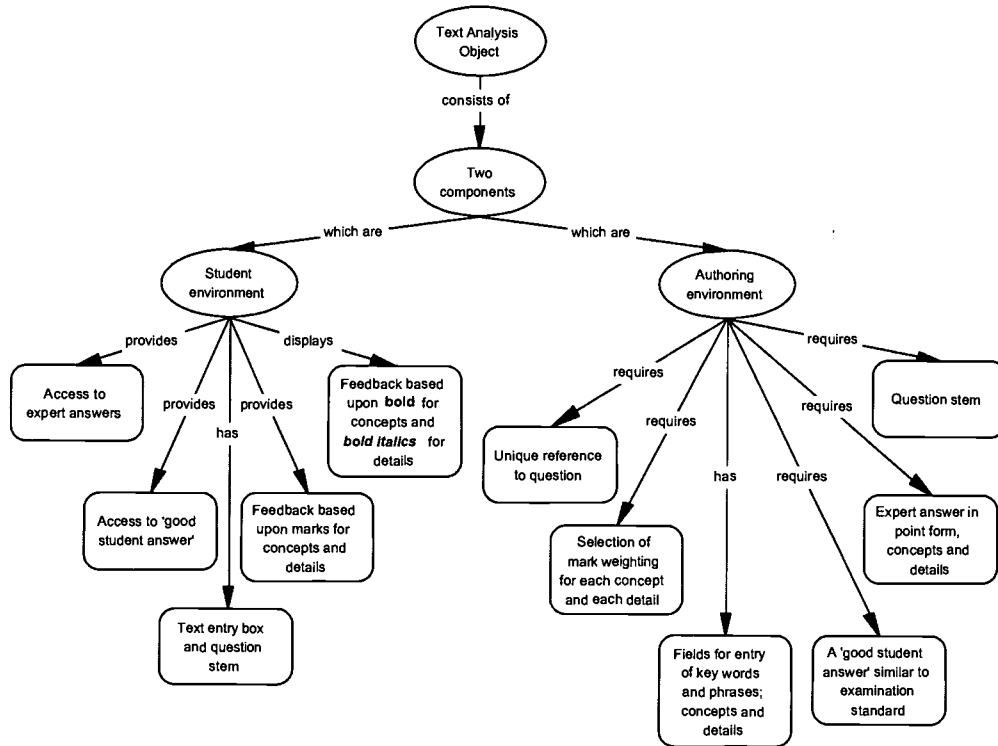 Text Analysis
Object
consists of
Two
components
which are
which are
Student
environment
Authoring
environment
provides
displays
requires
Access to
expert answers
provides
has
provides
Feedback based
upon bold for
concepts and
bold italics for
details
requires
requires
requires
Question stem
Unique reference
to question
has
requires
Access to 'good
student answer'
Feedback based
upon marks for
concepts and
details
Selection of
mark weighting
for each concept
and each detail
Expert answer in
point form,
concepts and
details
Text entry box
and question
stem
Fields for entry
of key words
and phrases;
concepts and
details
A 'good student
answer' similar to
examination
standard